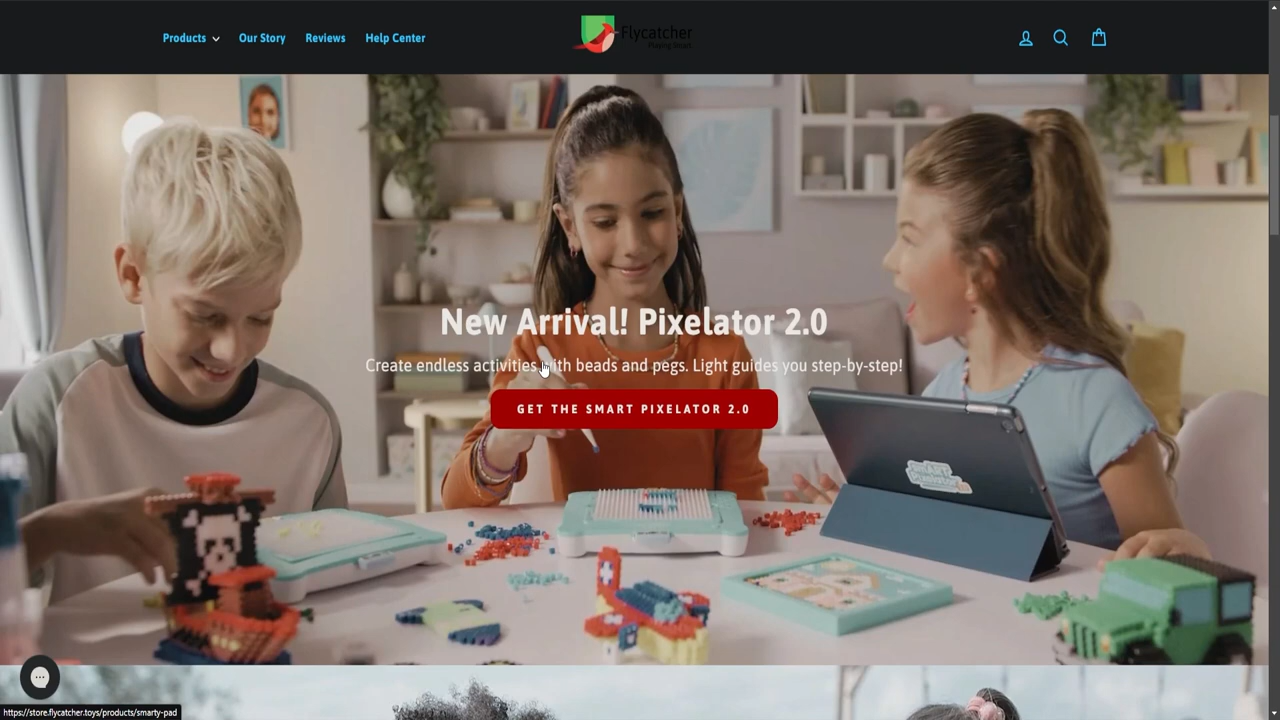 Products
Our Story
Reviews
Help Center
Flycatcher
Playing Smart
New Arrival! Pixelator 2.0
Create endless activities with beads and pegs. Light guides you step-by-step!
GET THE SMART PIXELATOR 2.0
smART
Pixelator
https://store.flycatcher.toys/products/smarty-pad